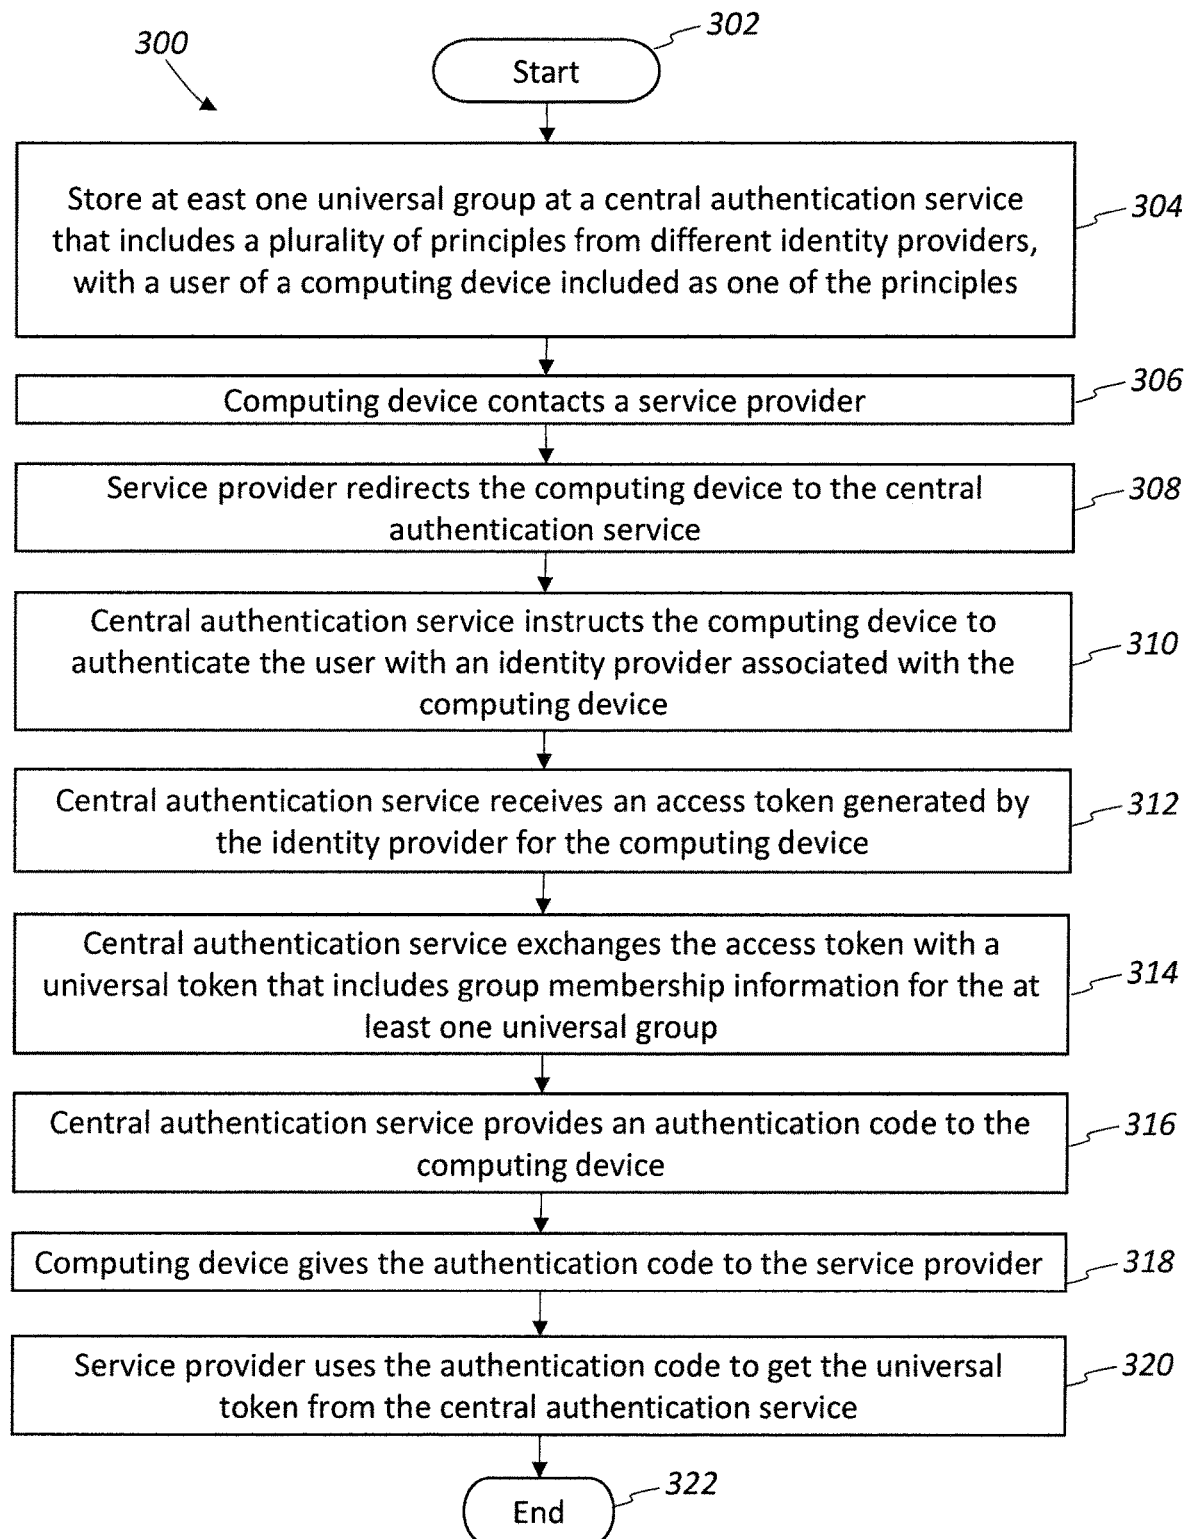 300
302
Start
Store at east one universal group at a central authentication service
that includes a plurality of principles from different identity providers,
with a user of a computing device included as one of the principles
304
Computing device contacts a service provider
306
Service provider redirects the computing device to the central
authentication service
308
Central authentication service instructs the computing device to
authenticate the user with an identity provider associated with the
computing device
310
Central authentication service receives an access token generated by
the identity provider for the computing device
312
Central authentication service exchanges the access token with a
universal token that includes group membership information for the at
least one universal group
314
Central authentication service provides an authentication code to the
computing device
316
Computing device gives the authentication code to the service provider
318
Service provider uses the authentication code to get the universal
token from the central authentication service
320
End
322